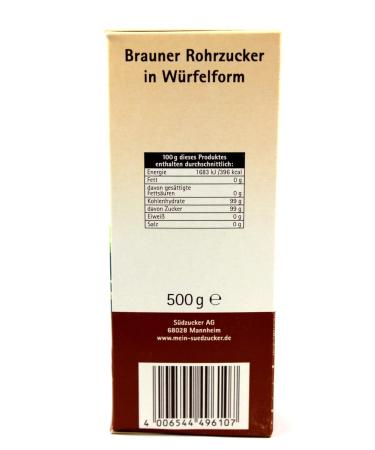 Brauner Rohrzucker
in Würfelform
100 g dieses Produktes
enthalten durchschnittlich:
Energie 1683 kJ/396 kcal
Fett 0 g
davon gesättigte
Fettsäuren 0 g
Kohlenhydrate 99 g
davon Zucker 99 g
Eiweiß 0 g
Salz 0 g
500 g ℮
Südzucker AG
68028 Mannheim
www.mein-suedzucker.de
4 006544 496107